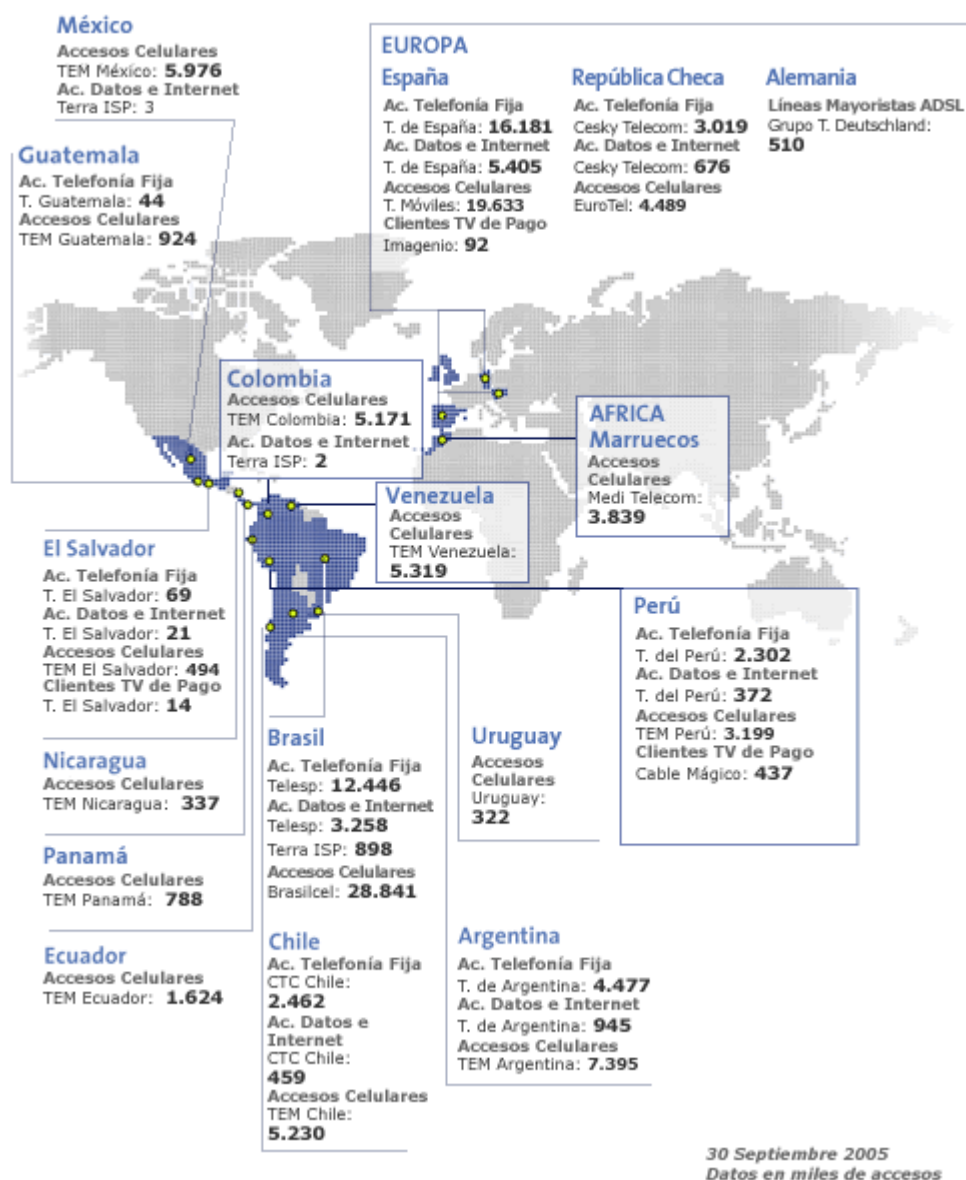 México
Accesos Celulares
TEM México: 5.976
Ac. Datos e Internet
Terra ISP: 3
Guatemala
Ac. Telefonía Fija
T. Guatemala: 44
Accesos Celulares
TEM Guatemala: 924
EUROPA
España
Ac. Telefonía Fija
T. de España: 16.181
Ac. Datos e Internet
T. de España: 5.405
Accesos Celulares
T. Móviles: 19.633
Clientes TV de Pago
Imagenio: 92
República Checa
Ac. Telefonía Fija
Cesky Telecom: 3.019
Ac. Datos e Internet
Cesky Telecom: 676
Accesos Celulares
EuroTel: 4.489
Alemania
Líneas Mayoristas ADSL
Grupo T. Deutschland:
510
Colombia
Accesos Celulares
TEM Colombia: 5.171
Ac. Datos e Internet
Terra ISP: 2
AFRICA
Marruecos
Accesos
Celulares
Medi Telecom:
3.839
Venezuela
Accesos
Celulares
TEM Venezuela:
5.319
El Salvador
Ac. Telefonía Fija
T. El Salvador: 69
Ac. Datos e Internet
T. El Salvador: 21
Accesos Celulares
TEM El Salvador: 494
Clientes TV de Pago
T. El Salvador: 14
Perú
Ac. Telefonía Fija
T. del Perú: 2.302
Ac. Datos e Internet
T. del Perú: 372
Accesos Celulares
TEM Perú: 3.199
Clientes TV de Pago
Cable Mágico: 437
Nicaragua
Accesos Celulares
TEM Nicaragua: 337
Brasil
Ac. Telefonía Fija
Telesp: 12.446
Ac. Datos e Internet
Telesp: 3.258
Terra ISP: 898
Accesos Celulares
Brasilcel: 28.841
Uruguay
Accesos
Celulares
Uruguay:
322
Panamá
Accesos Celulares
TEM Panamá: 788
Ecuador
Accesos Celulares
TEM Ecuador: 1.624
Chile
Ac. Telefonía Fija
CTC Chile:
2.462
Ac. Datos e
Internet
CTC Chile:
459
Accesos Celulares
TEM Chile:
5.230
Argentina
Ac. Telefonía Fija
T. de Argentina: 4.477
Ac. Datos e Internet
T. de Argentina: 945
Accesos Celulares
TEM Argentina: 7.395
30 Septiembre 2005
Datos en miles de accesos